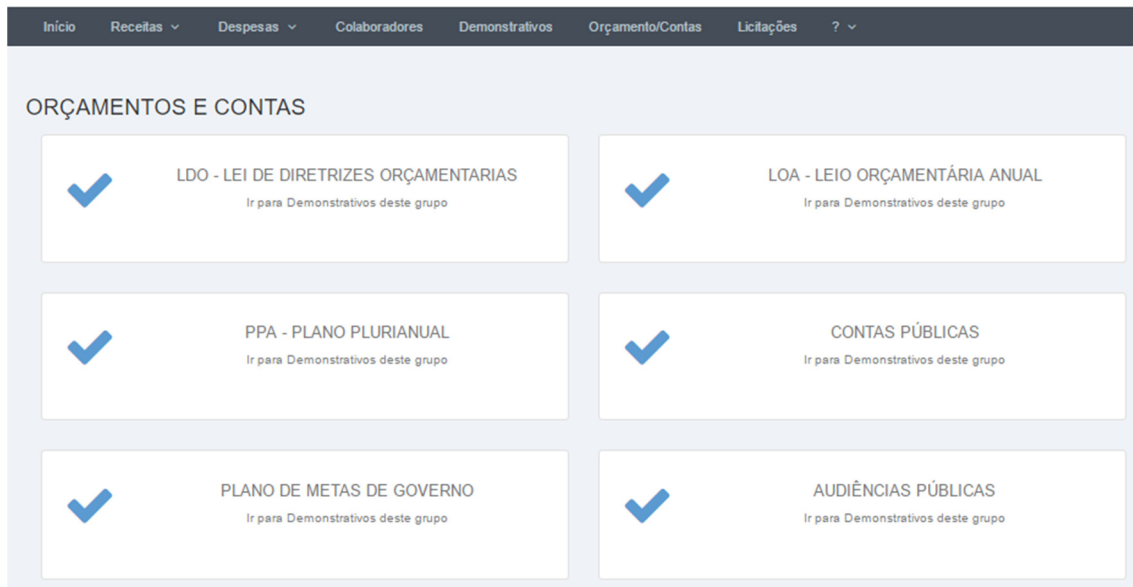 Início Receitas Despesas Colaboradores Demonstrativos Orçamento/Contas Licitações ?
ORÇAMENTOS E CONTAS
LDO - LEI DE DIRETRIZES ORÇAMENTARIAS
Ir para Demonstrativos deste grupo
LOA - LEIO ORÇAMENTÁRIA ANUAL
Ir para Demonstrativos deste grupo
PPA - PLANO PLURIANUAL
Ir para Demonstrativos deste grupo
CONTAS PÚBLICAS
Ir para Demonstrativos deste grupo
PLANO DE METAS DE GOVERNO
Ir para Demonstrativos deste grupo
AUDIÊNCIAS PÚBLICAS
Ir para Demonstrativos deste grupo